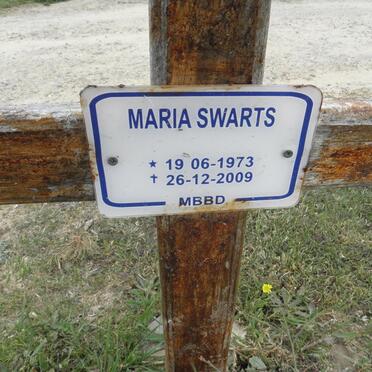 MARIA SWARTS
★ 19 06-1973
✝ 26-12-2009
MBBD